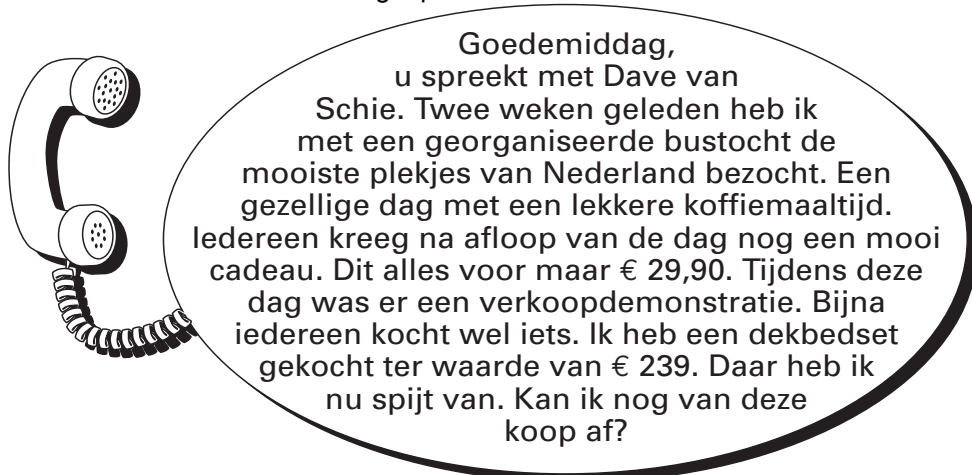 Goedemiddag,
u spreekt met Dave van
Schie. Twee weken geleden heb ik
met een georganiseerde bustocht de
mooiste plekjes van Nederland bezocht. Een
gezellige dag met een lekkere koffiemaaltijd.
Iedereen kreeg na afloop van de dag nog een mooi
cadeau. Dit alles voor maar € 29,90. Tijdens deze
dag was er een verkoopdemonstratie. Bijna
iedereen kocht wel iets. Ik heb een dekbedset
gekocht ter waarde van € 239. Daar heb ik
nu spijt van. Kan ik nog van deze
koop af?